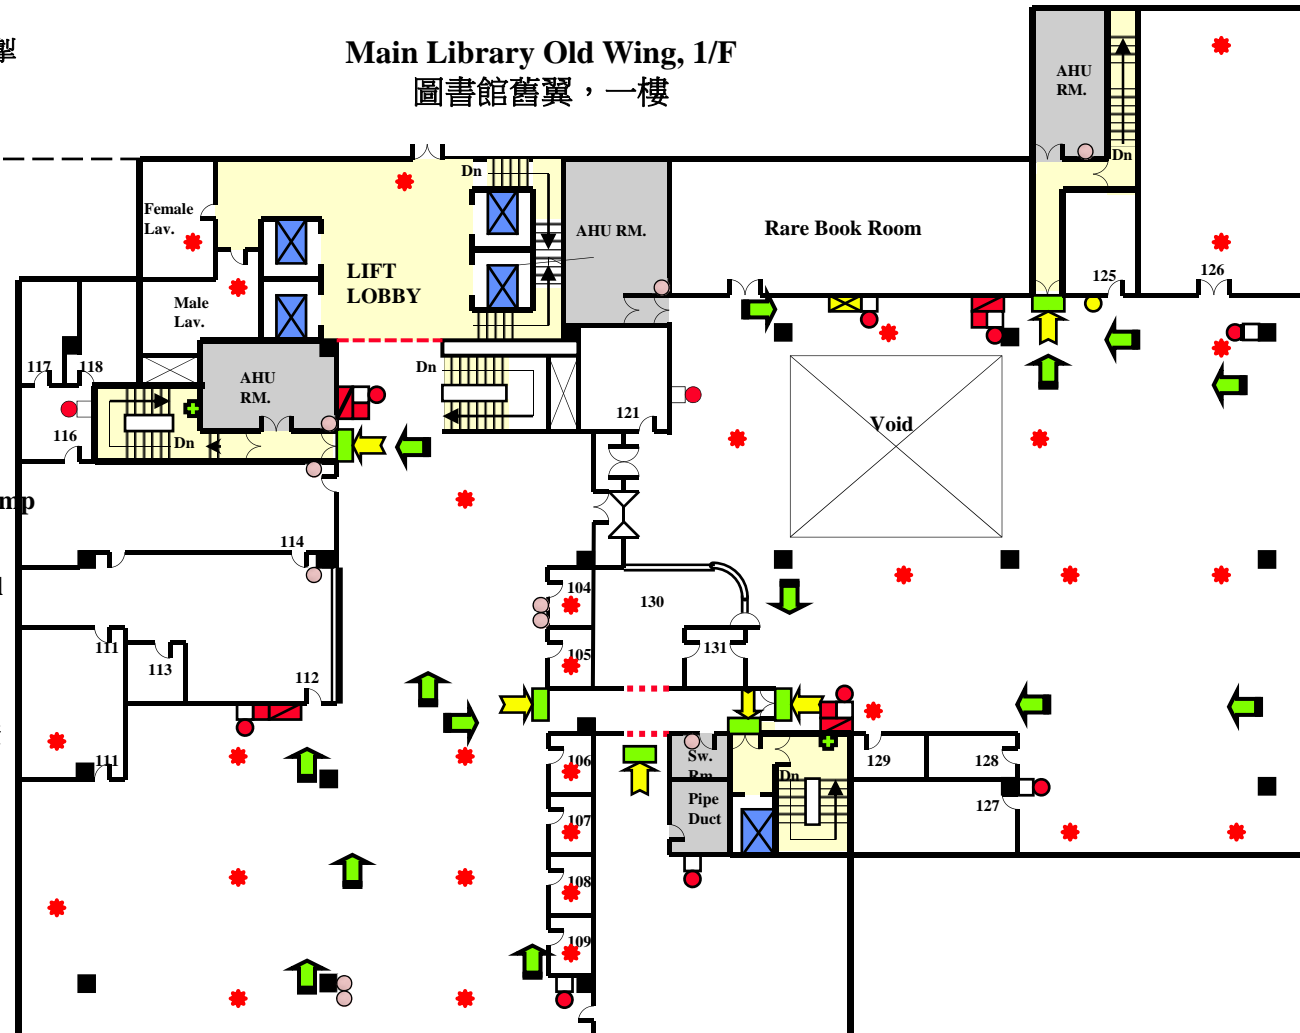 Main Library Old Wing, 1/F
圖書館舊翼，一樓
AHU
RM.
Dn
Dn
Female
Lav.
AHU RM.
Rare Book Room
LIFT
LOBBY
125
126
Male
Lav.
117
118
AHU
RM.
Dn
121
Void
116
Dn
mp
114
104
130
111
105
131
113
112
111
106
Sw.
Rm
129
128
Dn
Pipe
Duct
127
107
108
109